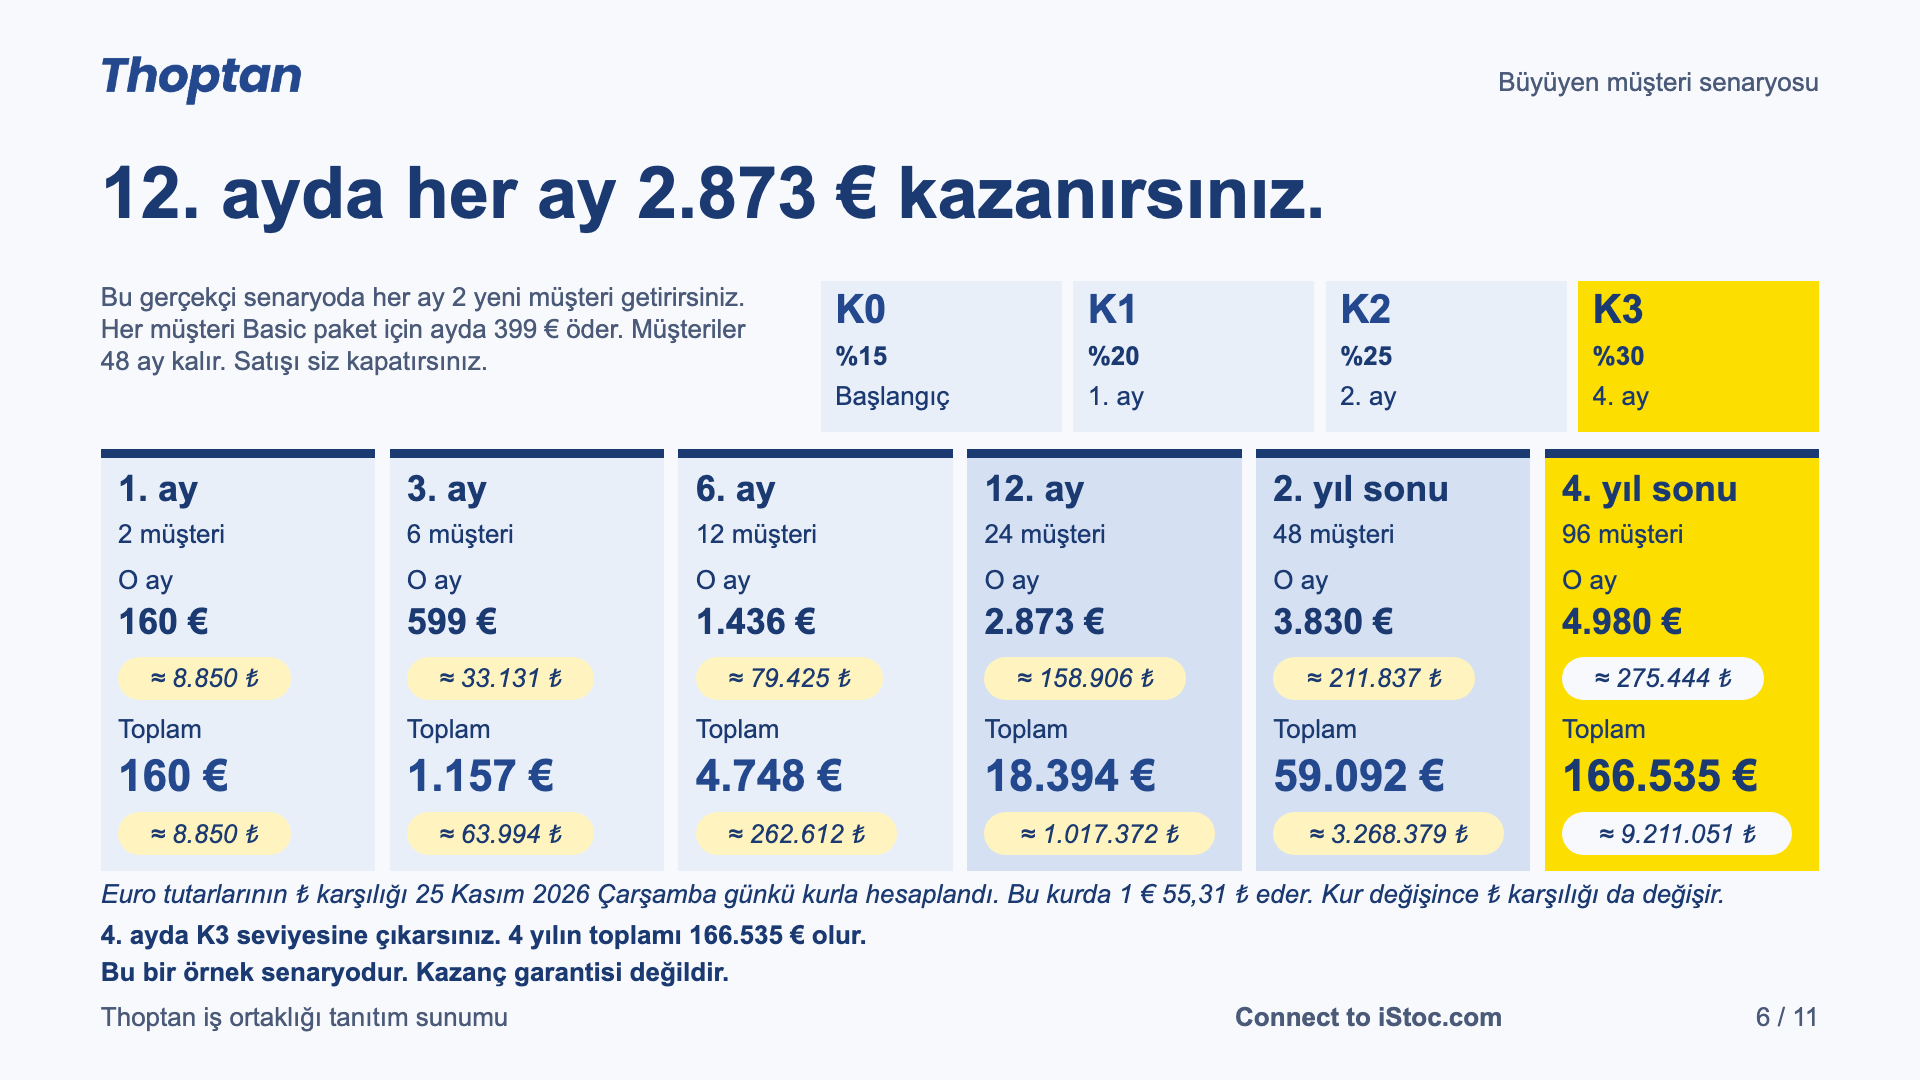 Thoptan
Büyüyen müşteri senaryosu
12. ayda her ay 2.873 € kazanırsınız.
Bu gerçekçi senaryoda her ay 2 yeni müşteri getirirsiniz.
Her müşteri Basic paket için ayda 399 € öder. Müşteriler
48 ay kalır. Satışı siz kapatırsınız.
K0
%15
Başlangıç
K1
%20
1. ay
K2
%25
2. ay
K3
%30
4. ay
1. ay
2 müşteri
O ay
160 €
≈ 8.850 ₺
Toplam
160 €
≈ 8.850 ₺
3. ay
6 müşteri
O ay
599 €
≈ 33.131 ₺
Toplam
1.157 €
≈ 63.994 ₺
6. ay
12 müşteri
O ay
1.436 €
≈ 79.425 ₺
Toplam
4.748 €
≈ 262.612 ₺
12. ay
24 müşteri
O ay
2.873 €
≈ 158.906 ₺
Toplam
18.394 €
≈ 1.017.372 ₺
2. yıl sonu
48 müşteri
O ay
3.830 €
≈ 211.837 ₺
Toplam
59.092 €
≈ 3.268.379 ₺
4. yıl sonu
96 müşteri
O ay
4.980 €
≈ 275.444 ₺
Toplam
166.535 €
≈ 9.211.051 ₺
Euro tutarlarının ₺ karşılığı 25 Kasım 2026 Çarşamba günkü kurla hesaplandı. Bu kurda 1 € 55,31 ₺ eder. Kur değişince ₺ karşılığı da değişir.
4. ayda K3 seviyesine çıkarsınız. 4 yılın toplamı 166.535 € olur.
Bu bir örnek senaryodur. Kazanç garantisi değildir.
Thoptan iş ortaklığı tanıtım sunumu
Connect to iStoc.com
6 / 11